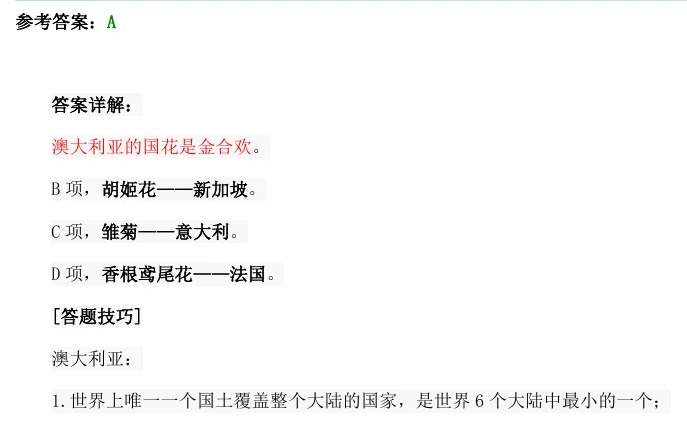 参考答案：A
答案详解：
澳大利亚的国花是金合欢。
B 项，胡姬花——新加坡。
C 项，雏菊——意大利。
D 项，香根鸢尾花——法国。
[答题技巧]
澳大利亚：
1.世界上唯一一个国土覆盖整个大陆的国家，是世界 6 个大陆中最小的一个；